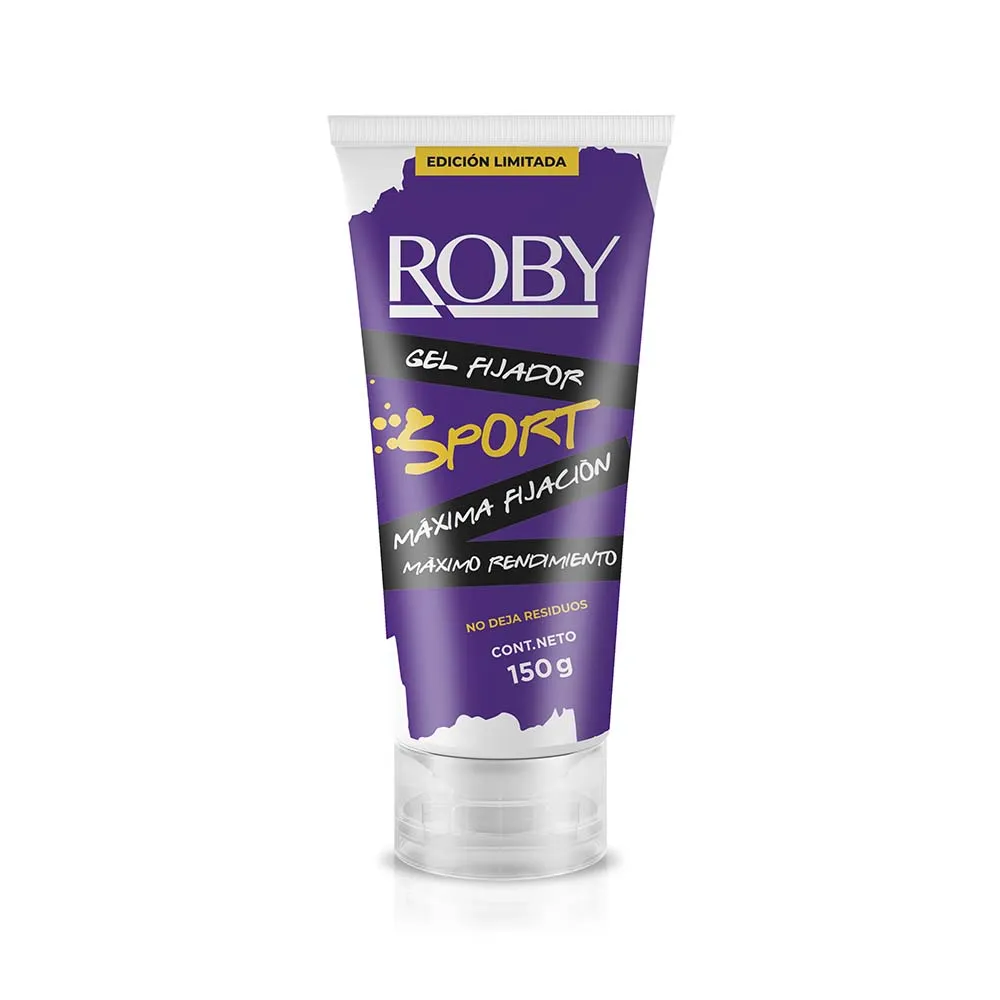 EDICIÓN LIMITADA
ROBY
GEL FIJADOR
SPORT
MÁXIMA FIJACIÓN
MÁXIMO RENDIMIENTO
NO DEJA RESIDUOS
CONT.NETO
150 g